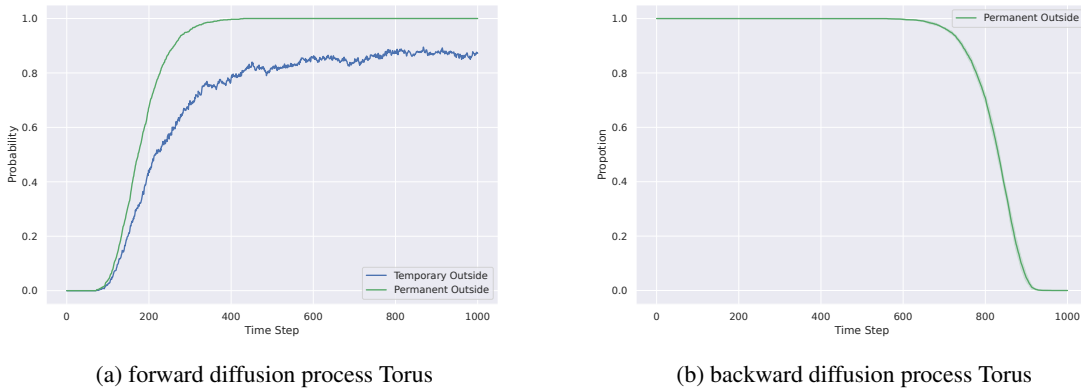 1.0
0.8
0.6
0.4
0.2
0.0
Probability
0
200
400
600
800
1000
Time Step
Temporary Outside
Permanent Outside
(a) forward diffusion process Torus
1.0
0.8
0.6
0.4
0.2
0.0
Propotion
0
200
400
600
800
1000
Time Step
Permanent Outside
(b) backward diffusion process Torus